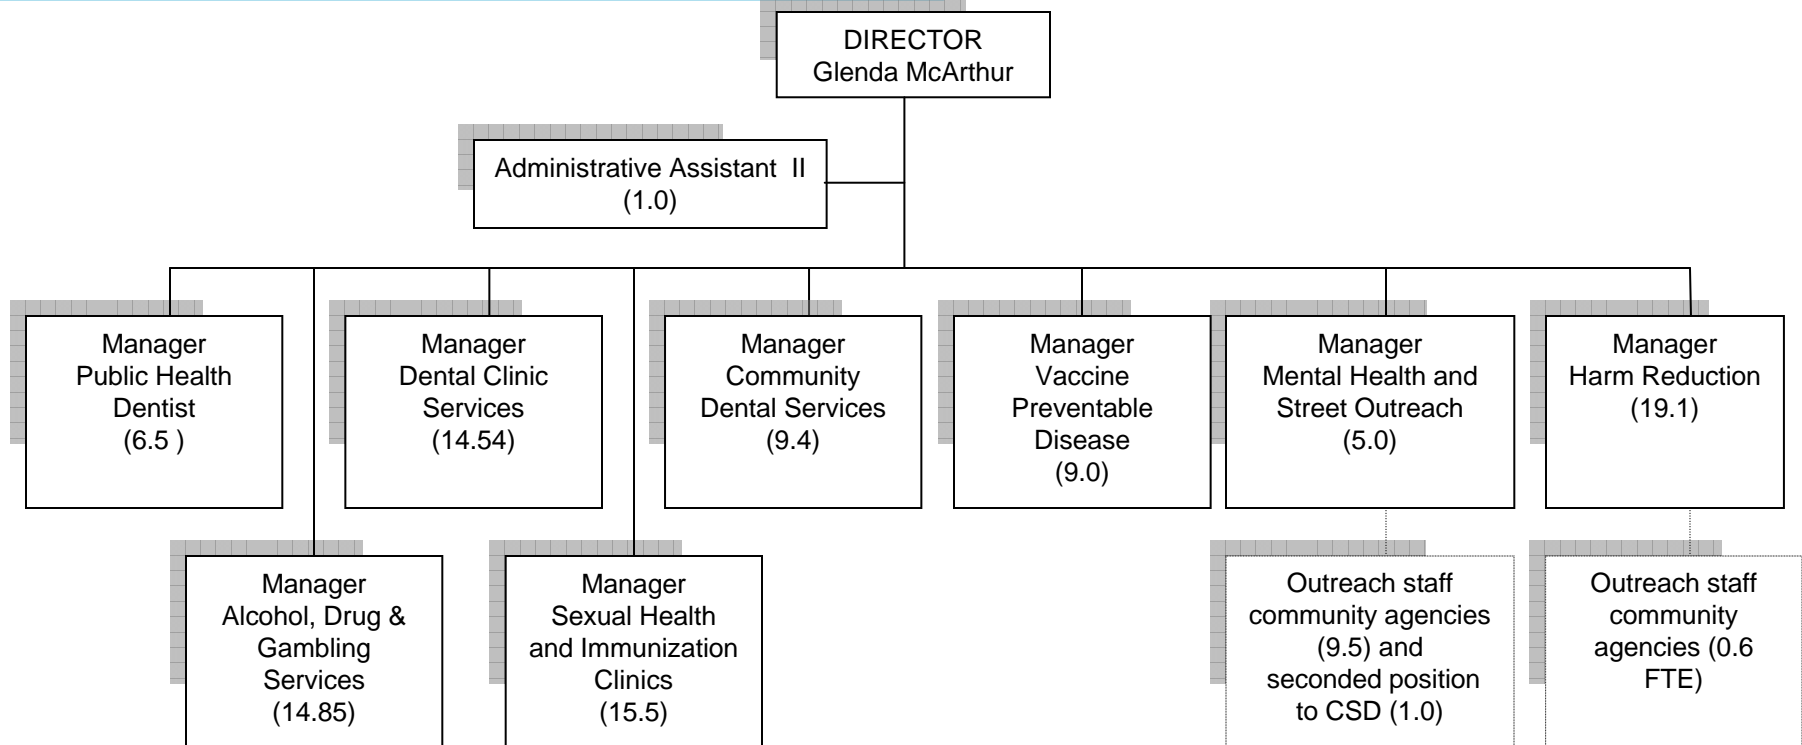 DIRECTOR
Glenda McArthur
Administrative Assistant  II
(1.0)
Manager
Public Health
Dentist
(6.5 )
Manager
Dental Clinic
Services
(14.54)
Manager
Community
Dental Services
(9.4)
Manager
Vaccine
Preventable
Disease
(9.0)
Manager
Mental Health and
Street Outreach
(5.0)
Manager
Harm Reduction
(19.1)
Manager
Alcohol, Drug &
Gambling
Services
(14.85)
Manager
Sexual Health
and Immunization
Clinics
(15.5)
Outreach staff
community agencies
(9.5) and
seconded position
to CSD (1.0)
Outreach staff
community
agencies (0.6
FTE)